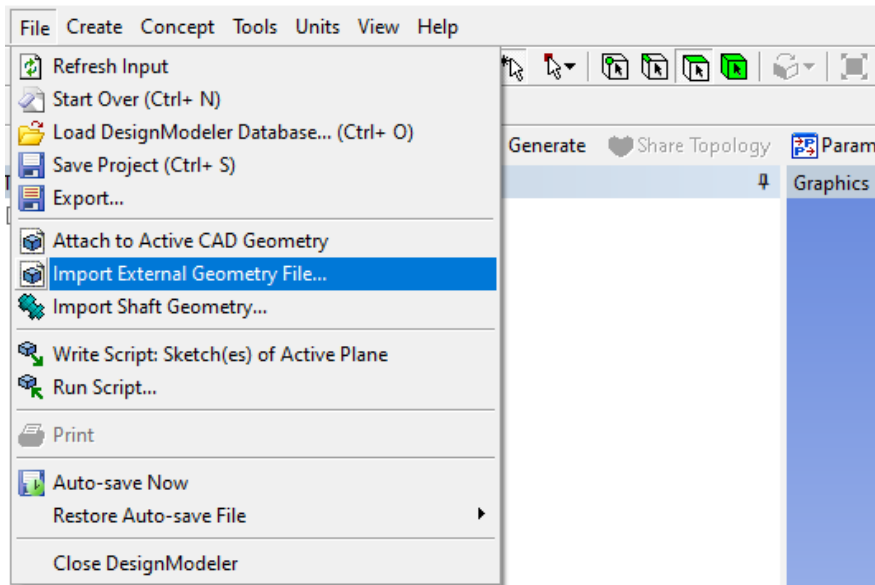 File Create Concept Tools Units View Help
Refresh Input
Start Over (Ctrl+ N)
Load DesignModeler Database... (Ctrl+ O)
Save Project (Ctrl+ S)
Export...
Generate Share Topology Param
Graphics
Attach to Active CAD Geometry
Import External Geometry File...
Import Shaft Geometry...
Write Script: Sketch(es) of Active Plane
Run Script...
Print
Auto-save Now
Restore Auto-save File
Close DesignModeler